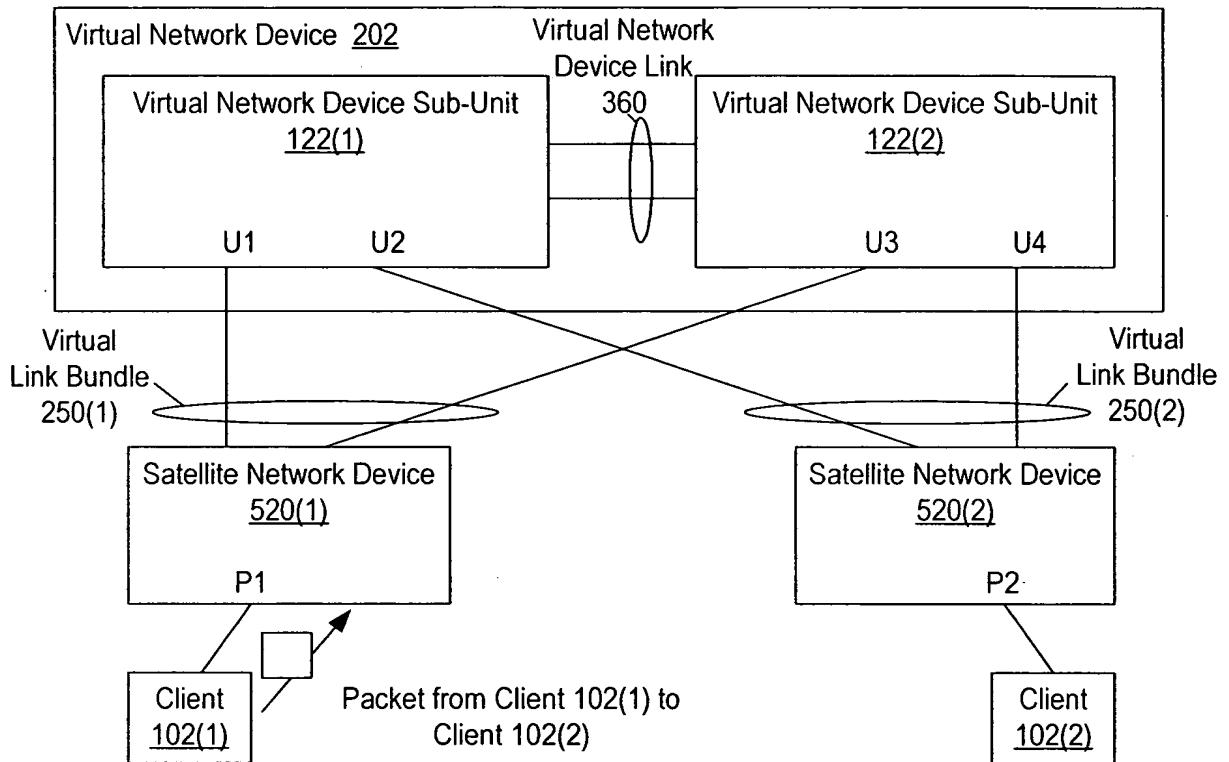 Virtual Network Device 202
Virtual Network
Device Link
360
Virtual Network Device Sub-Unit
122(1)
U1 U2
Virtual Network Device Sub-Unit
122(2)
U3 U4
Virtual
Link Bundle
250(1)
Virtual
Link Bundle
250(2)
Satellite Network Device
520(1)
P1
Satellite Network Device
520(2)
P2
Client
102(1)
Packet from Client 102(1) to
Client 102(2)
Client
102(2)